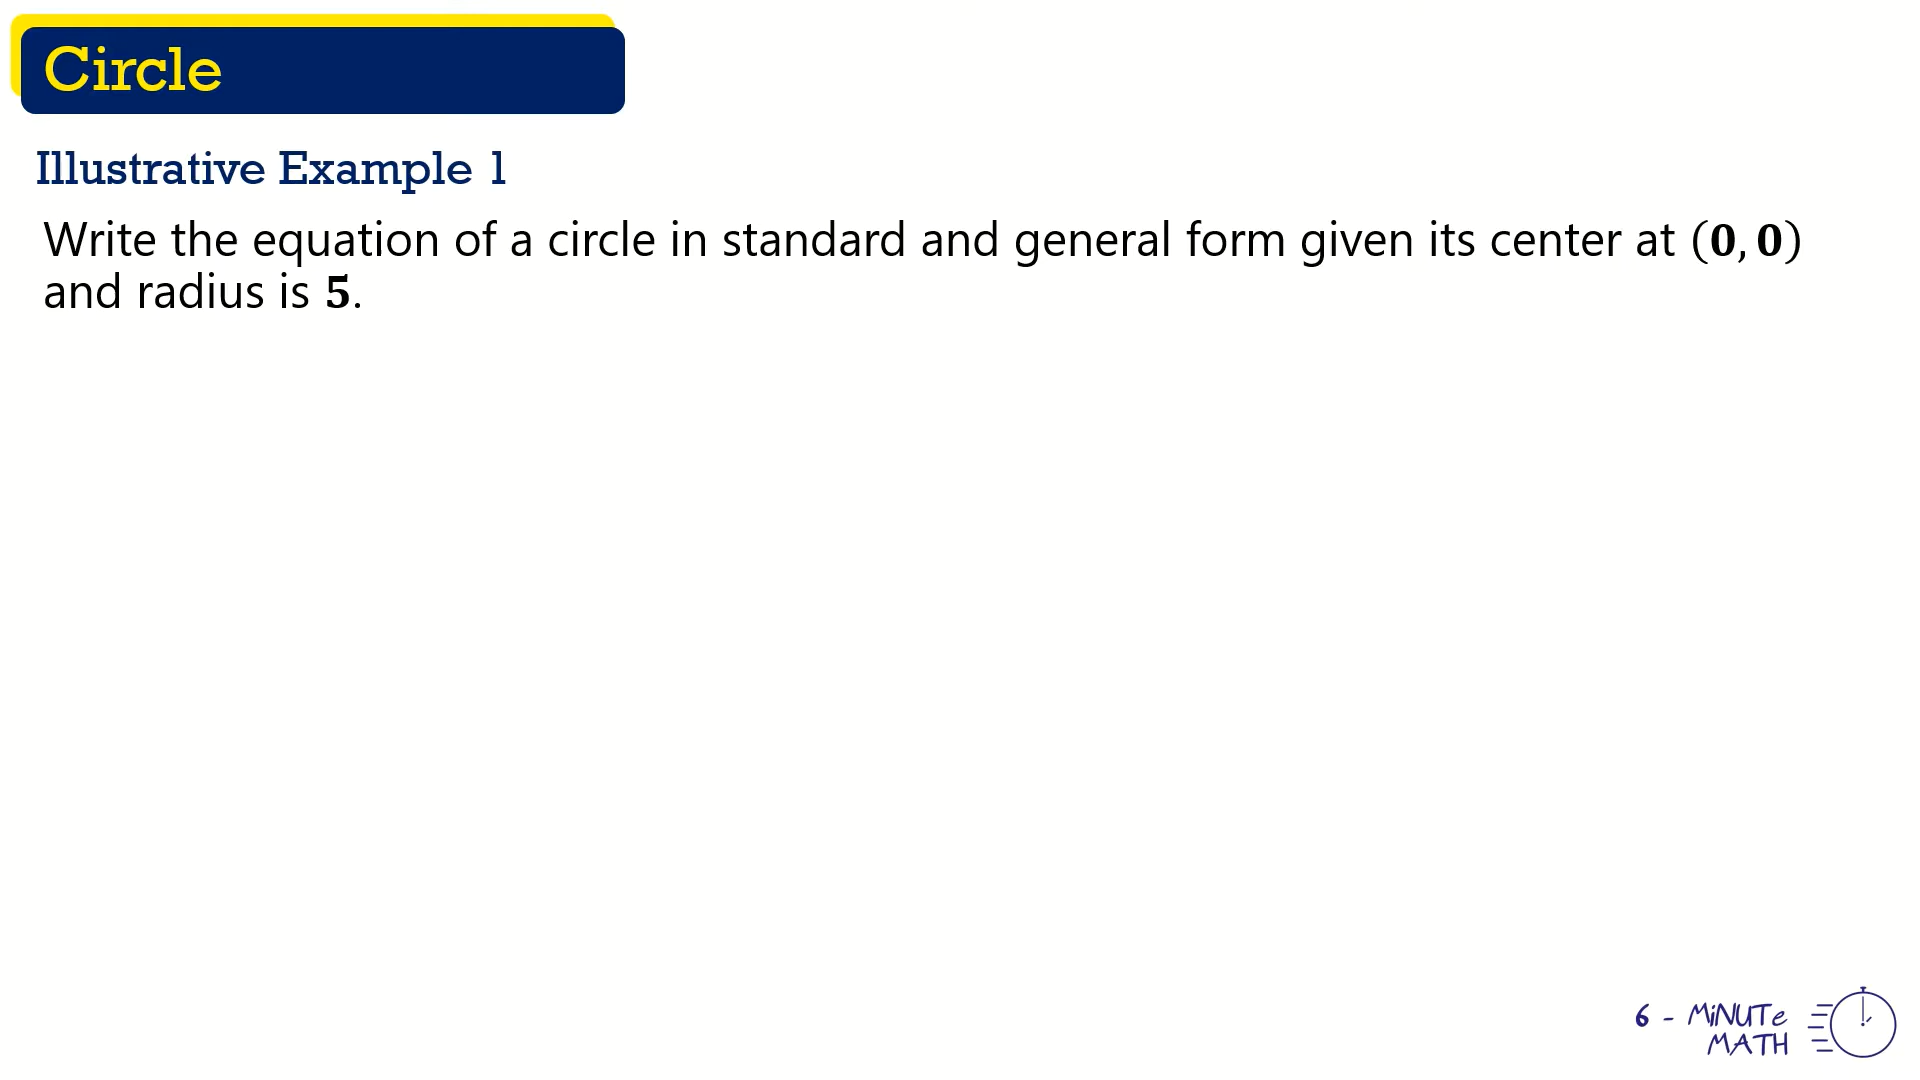 Circle
Illustrative Example 1
Write the equation of a circle in standard and general form given its center at (0, 0)
and radius is 5.
6 - MiNUTe
MATH